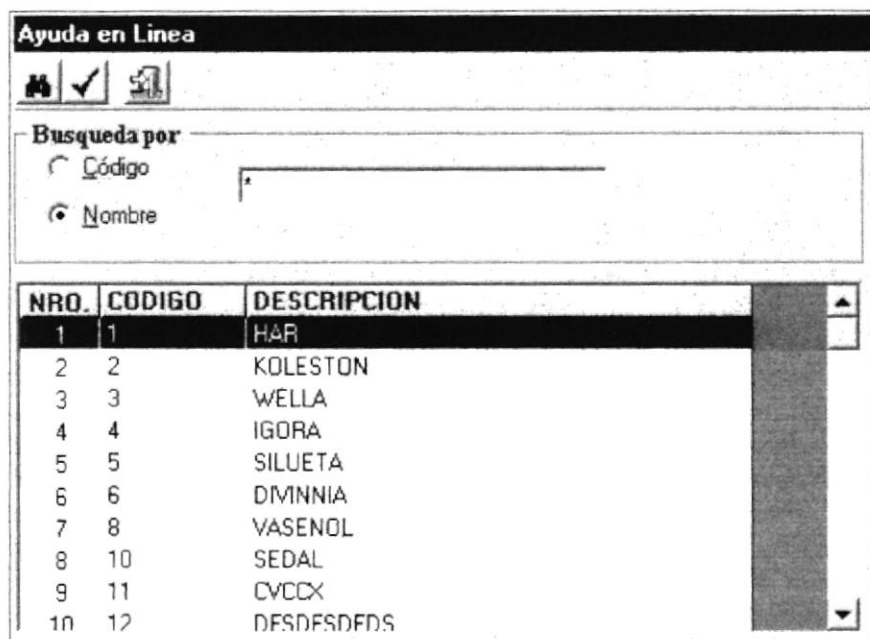 Ayuda en Linea
Busqueda por
Código
*
Nombre
NRO. CODIGO DESCRIPCION
1 1 HAR
2 2 KOLESTON
3 3 WELLA
4 4 IGORA
5 5 SILUETA
6 6 DIVINNIA
7 8 VASENOL
8 10 SEDAL
9 11 CVCCX
10 12 DFSDFSDFDS